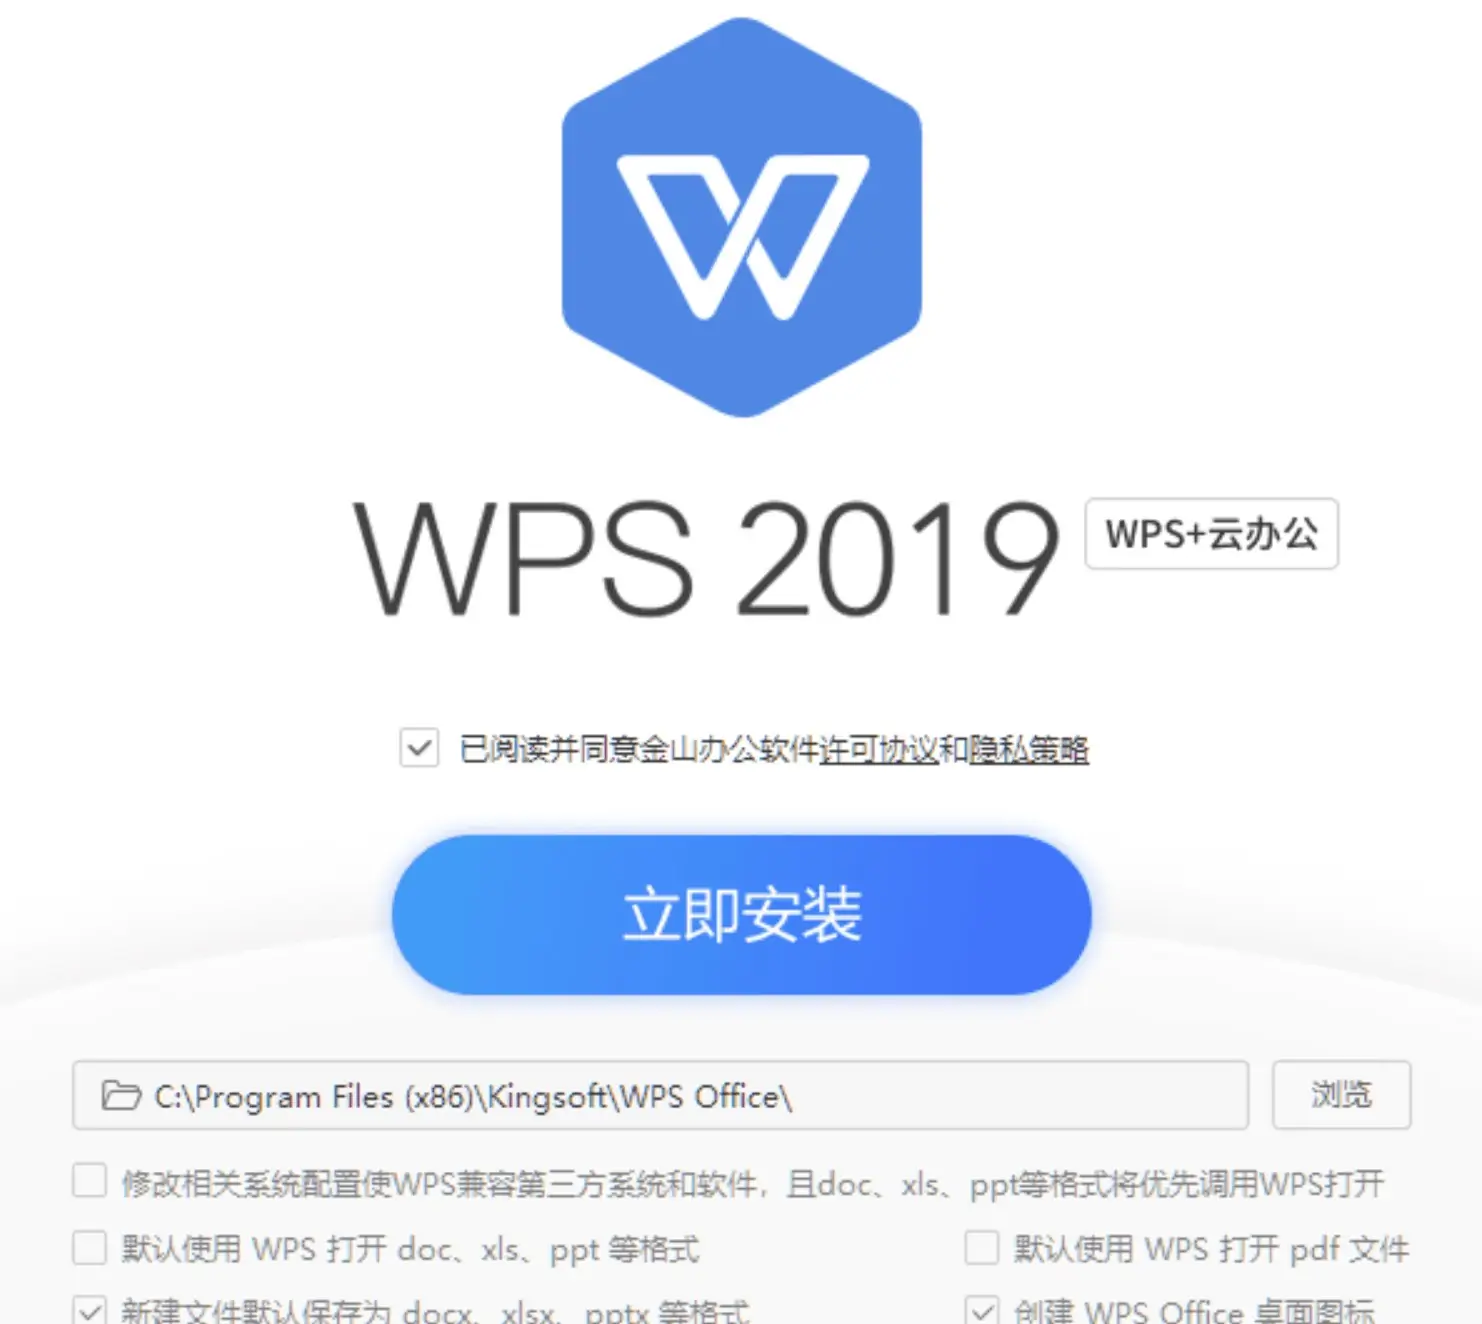 WPS 2019
WPS+云办公
已阅读并同意金山办公软件许可协议和隐私策略
立即安装
C:\Program Files (x86)\Kingsoft\WPS Office\
浏览
修改相关系统配置使WPS兼容第三方系统和软件，且doc、xls、ppt等格式将优先调用WPS打开
默认使用 WPS 打开 doc、xls、ppt 等格式
默认使用 WPS 打开 pdf 文件
新建文件默认保存为 docx、xlsx、pptx 等格式
创建 WPS Office 桌面图标